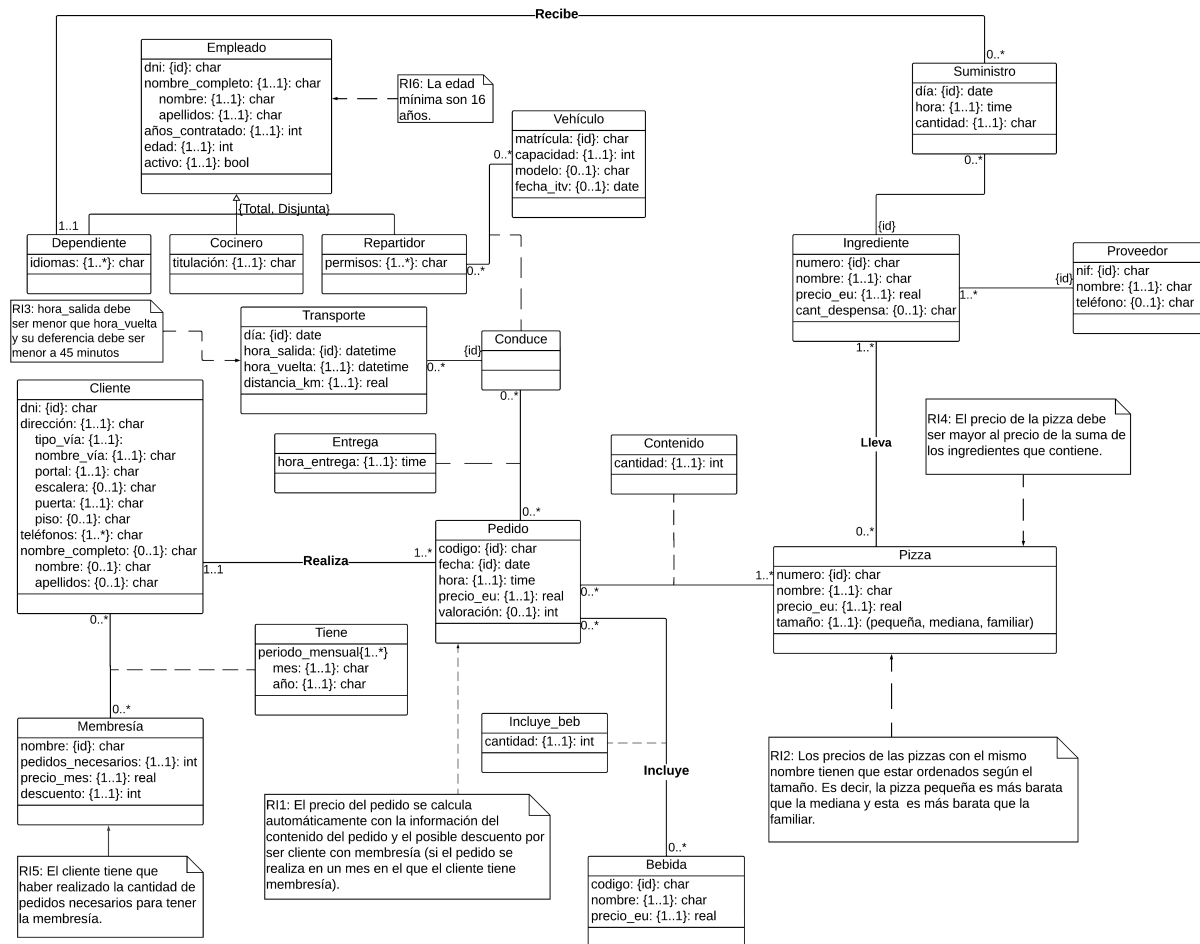 Recibe
Empleado
dni: {id}: char
nombre_completo: {1..1}: char
nombre: {1..1}: char
apellidos: {1..1}: char
años_contratado: {1..1}: int
edad: {1..1}: int
activo: {1..1}: bool
RI6: La edad
mínima son 16
años.
Vehículo
matrícula: {id}: char
capacidad: {1..1}: int
modelo: {0..1}: char
fecha_itv: {0..1}: date
0..*
0..*
Suministro
día: {id}: date
hora: {1..1}: time
cantidad: {1..1}: char
0..*
{Total, Disjunta}
1..1
Dependiente
idiomas: {1..*}: char
Cocinero
titulación: {1..1}: char
Repartidor
permisos: {1..*}: char
0..*
{id}
Ingrediente
numero: {id}: char
nombre: {1..1}: char
precio_eu: {1..1}: real
cant_despensa: {0..1}: char
1..*
{id}
Proveedor
nif: {id}: char
nombre: {1..1}: char
teléfono: {0..1}: char
RI3: hora_salida debe
ser menor que hora_vuelta
y su deferencia debe ser
menor a 45 minutos
Transporte
día: {id}: date
hora_salida: {id}: datetime
hora_vuelta: {1..1}: datetime
distancia_km: {1..1}: real
{id}
0..*
Conduce
0..*
1..*
Cliente
dni: {id}: char
dirección: {1..1}: char
tipo_vía: {1..1}:
nombre_vía: {1..1}: char
portal: {1..1}: char
escalera: {0..1}: char
puerta: {1..1}: char
piso: {0..1}: char
teléfonos: {1..*}: char
nombre_completo: {0..1}: char
nombre: {0..1}: char
apellidos: {0..1}: char
Entrega
hora_entrega: {1..1}: time
Contenido
cantidad: {1..1}: int
Lleva
RI4: El precio de la pizza debe
ser mayor al precio de la suma de
los ingredientes que contiene.
0..*
0..*
1..1
Realiza
1..*
Pedido
codigo: {id}: char
fecha: {id}: date
hora: {1..1}: time
precio_eu: {1..1}: real
valoración: {0..1}: int
0..*
1..*
Pizza
numero: {id}: char
nombre: {1..1}: char
precio_eu: {1..1}: real
tamaño: {1..1}: (pequeña, mediana, familiar)
0..*
0..*
Tiene
periodo_mensual{1..*}
mes: {1..1}: char
año: {1..1}: char
0..*
Membresía
nombre: {id}: char
pedidos_necesarios: {1..1}: int
precio_mes: {1..1}: real
descuento: {1..1}: int
Incluye_beb
cantidad: {1..1}: int
Incluye
RI2: Los precios de las pizzas con el mismo
nombre tienen que estar ordenados según el
tamaño. Es decir, la pizza pequeña es más barata
que la mediana y esta es más barata que la
familiar.
RI1: El precio del pedido se calcula
automáticamente con la información del
contenido del pedido y el posible descuento por
ser cliente con membresía (si el pedido se
realiza en un mes en el que el cliente tiene
membresía).
RI5: El cliente tiene que
haber realizado la cantidad de
pedidos necesarios para tener
la membresía.
0..*
Bebida
codigo: {id}: char
nombre: {1..1}: char
precio_eu: {1..1}: real